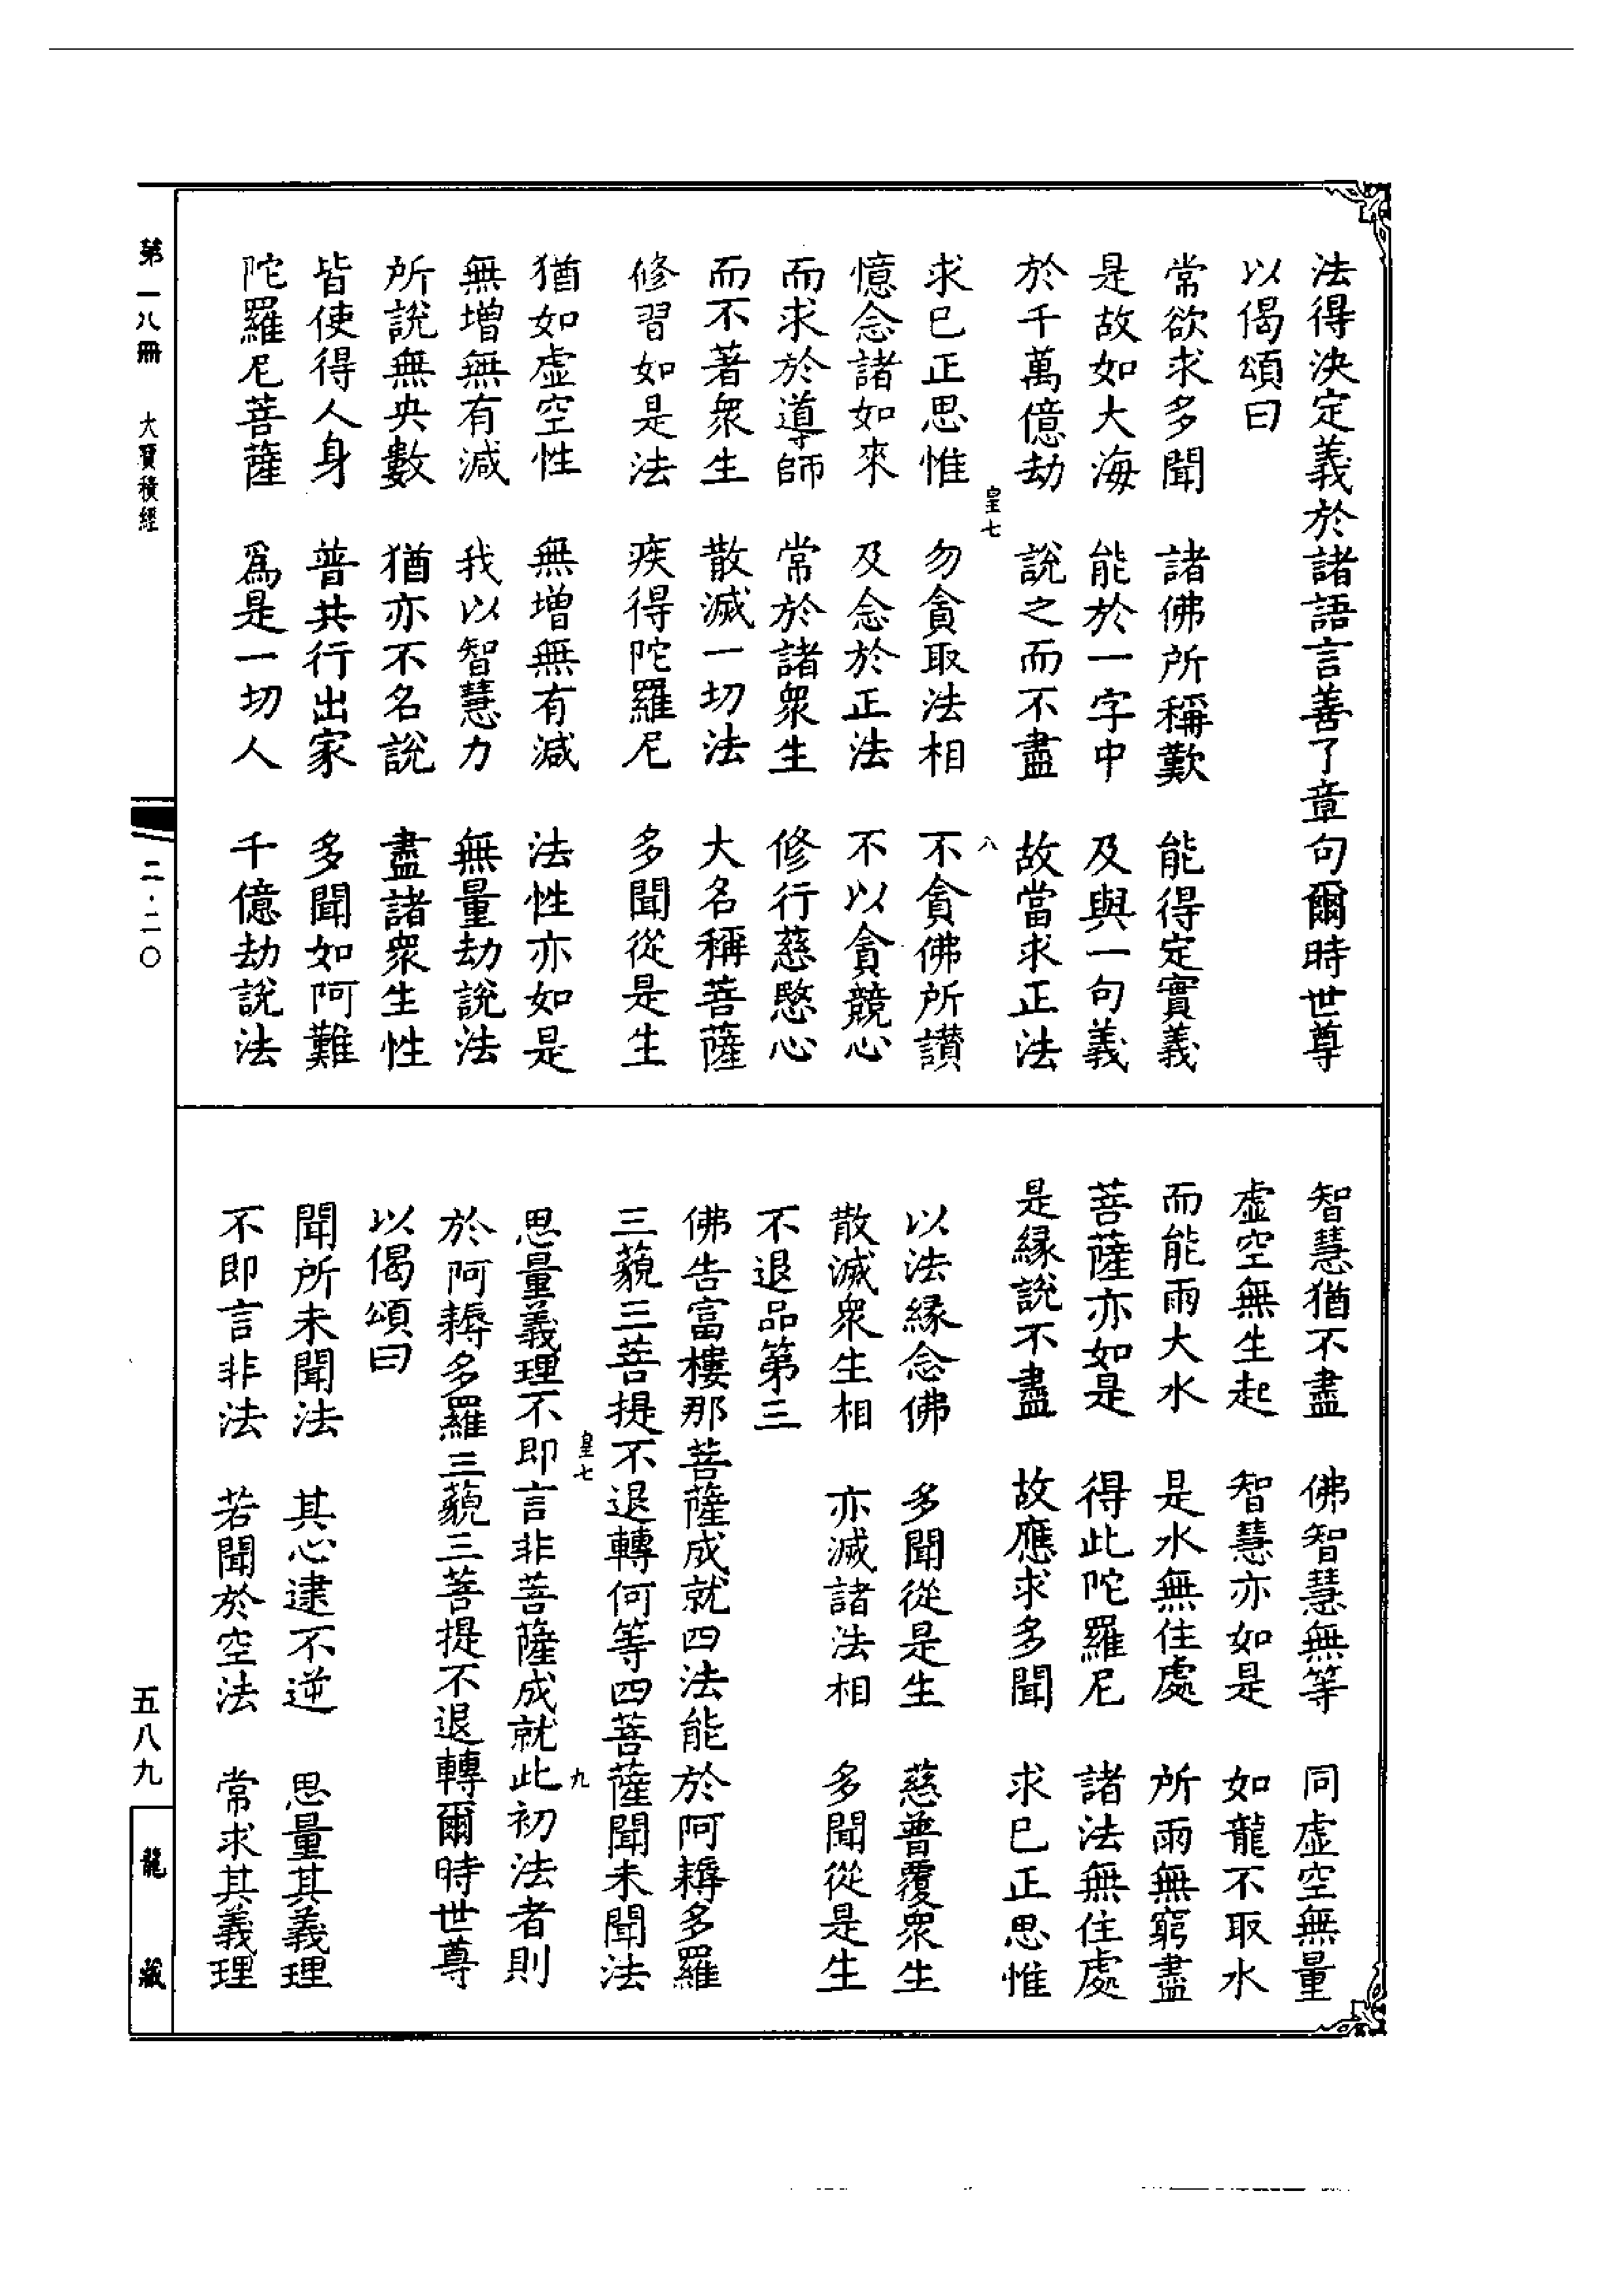 法得決定義於諸語言善了章句爾時世尊
以偈頌曰
常欲求多聞　諸佛所稱歎　能得定實義
是故如大海　能於一字中　及與一句義
於千萬億劫　說之而不盡　故當求正法
皇七　八
求已正思惟　勿貪取法相　不貪佛所讃
憶念諸如來　及念於正法　不以貪競心
而求於導師　常於諸衆生　修行慈愍心
而不著衆生　散滅一切法　大名稱菩薩
修習如是法　疾得陀羅尼　多聞從是生
猶如虛空性　無增無有減　法性亦如是
無增無有減　我以智慧力　無量劫說法
所說無央數　猶亦不名說　盡諸衆生性
皆使得人身　普共行出家　多聞如阿難
陀羅尼菩薩　爲是一切人　千億劫說法
智慧猶不盡　佛智慧無等　同虛空無量
虛空無生起　智慧亦如是　如龍不取水
而能雨大水　是水無住處　所雨無窮盡
菩薩亦如是　得此陀羅尼　諸法無住處
是緣說不盡　故應求多聞　求已正思惟
以法緣念佛　多聞從是生　慈普覆衆生
散滅衆生相　亦滅諸法相　多聞從是生
不退品第三
佛告富樓那菩薩成就四法能於阿耨多羅
三藐三菩提不退轉何等四菩薩聞未聞法
皇七　九
思量義理不即言非菩薩成就此初法者則
於阿耨多羅三藐三菩提不退轉爾時世尊
以偈頌曰
聞所未聞法　其心逮不逆　思量其義理
不即言非法　若聞於空法　常求其義理
第一八冊　大寶積經　二·二〇　五八九　龍藏